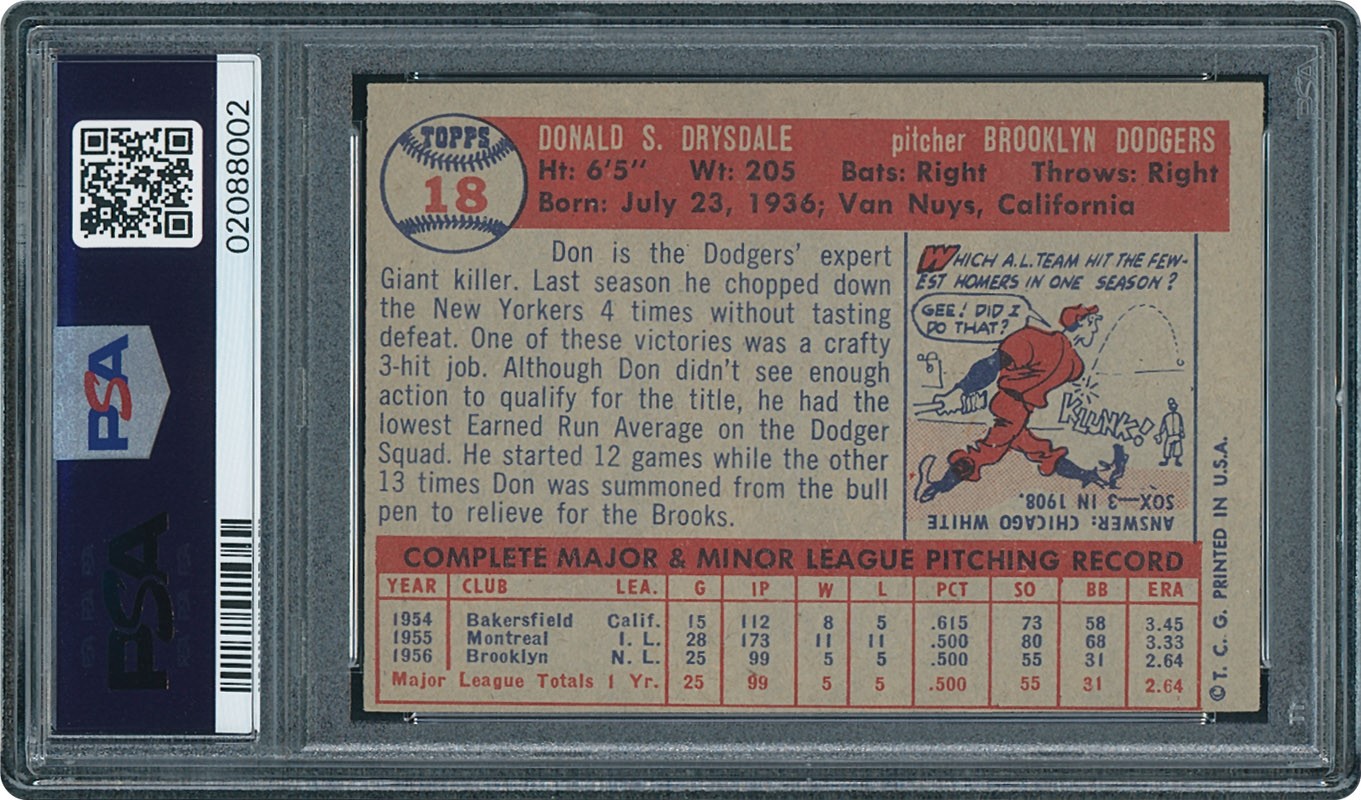 02088002
PSA
PSA
TOPPS
18
DONALD S. DRYSDALE pitcher BROOKLYN DODGERS
Ht: 6'5" Wt: 205 Bats: Right Throws: Right
Born: July 23, 1936; Van Nuys, California
Don is the Dodgers' expert
Giant killer. Last season he chopped down
the New Yorkers 4 times without tasting
defeat. One of these victories was a crafty
3-hit job. Although Don didn't see enough
action to qualify for the title, he had the
lowest Earned Run Average on the Dodger
Squad. He started 12 games while the other
13 times Don was summoned from the bull
pen to relieve for the Brooks.
WHICH A.L. TEAM HIT THE FEW-
EST HOMERS IN ONE SEASON?
GEE! DID I
DO THAT?
KLUNK!
ANSWER: CHICAGO WHITE
SOX—3 IN 1908.
COMPLETE MAJOR & MINOR LEAGUE PITCHING RECORD
YEAR CLUB LEA. G IP W L PCT SO BB ERA
1954 Bakersfield Calif. 15 112 8 5 .615 73 58 3.45
1955 Montreal I. L. 28 173 11 11 .500 80 68 3.33
1956 Brooklyn N. L. 25 99 5 5 .500 55 31 2.64
Major League Totals 1 Yr. 25 99 5 5 .500 55 31 2.64
© T. C. G. PRINTED IN U.S.A.
PSA